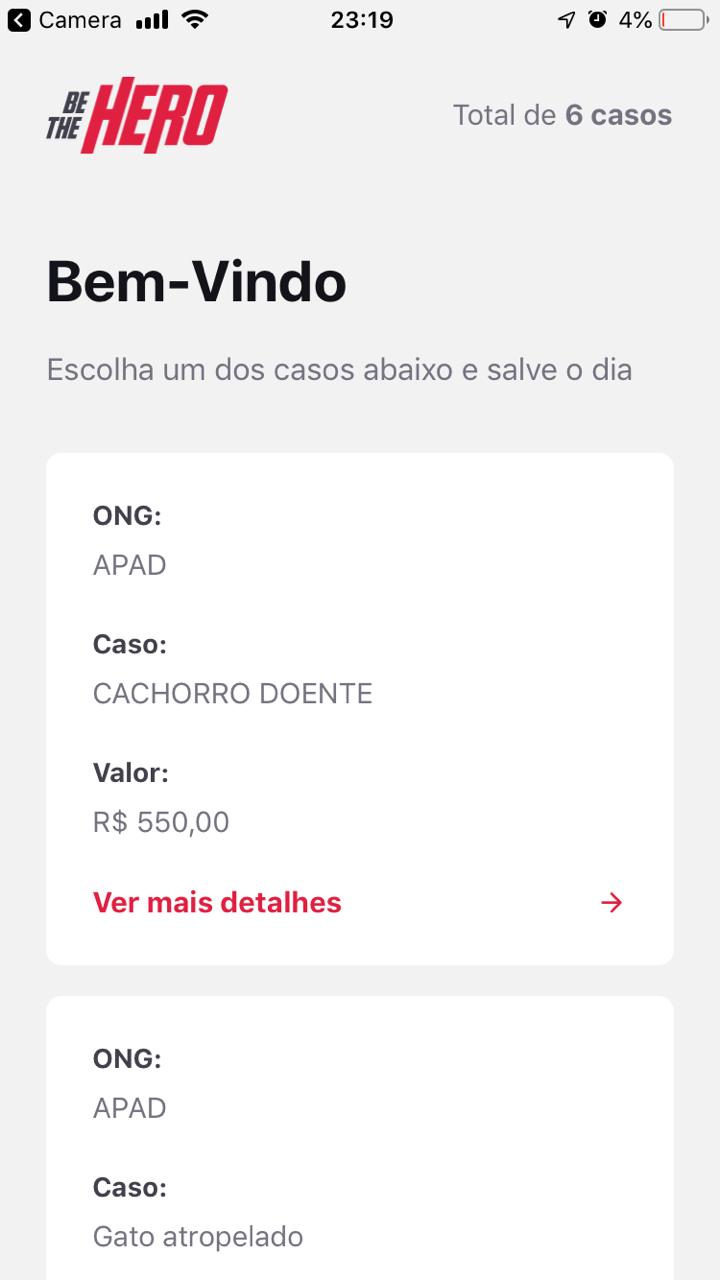 Camera 23:19 4%
BE THE HERO
Total de 6 casos
Bem-Vindo
Escolha um dos casos abaixo e salve o dia
ONG:
APAD
Caso:
CACHORRO DOENTE
Valor:
R$ 550,00
Ver mais detalhes
ONG:
APAD
Caso:
Gato atropelado